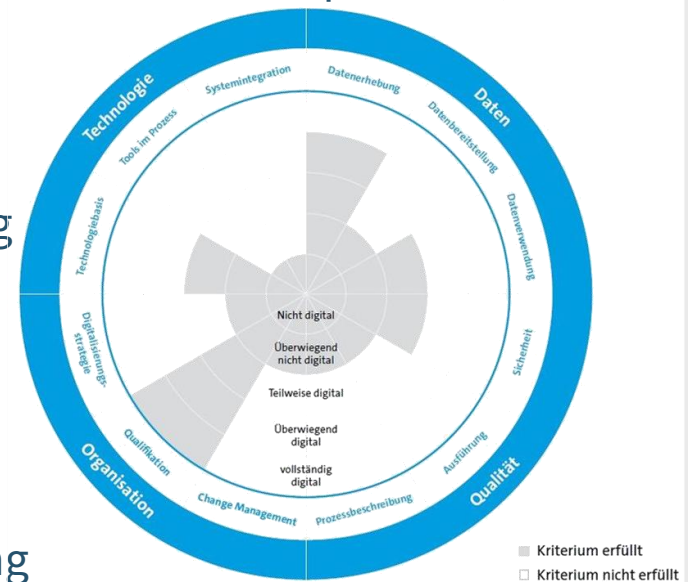 Technologie
Daten
Organisation
Qualität
Systemintegration
Datenerhebung
Tools im Prozess
Datenbereitstellung
Technologiebasis
Datenverwendung
Digitalisierungs-
strategie
Sicherheit
Qualifikation
Ausführung
Change Management
Prozessbeschreibung
Nicht digital
Überwiegend
nicht digital
Teilweise digital
Überwiegend
digital
vollständig
digital
Kriterium erfüllt
Kriterium nicht erfüllt